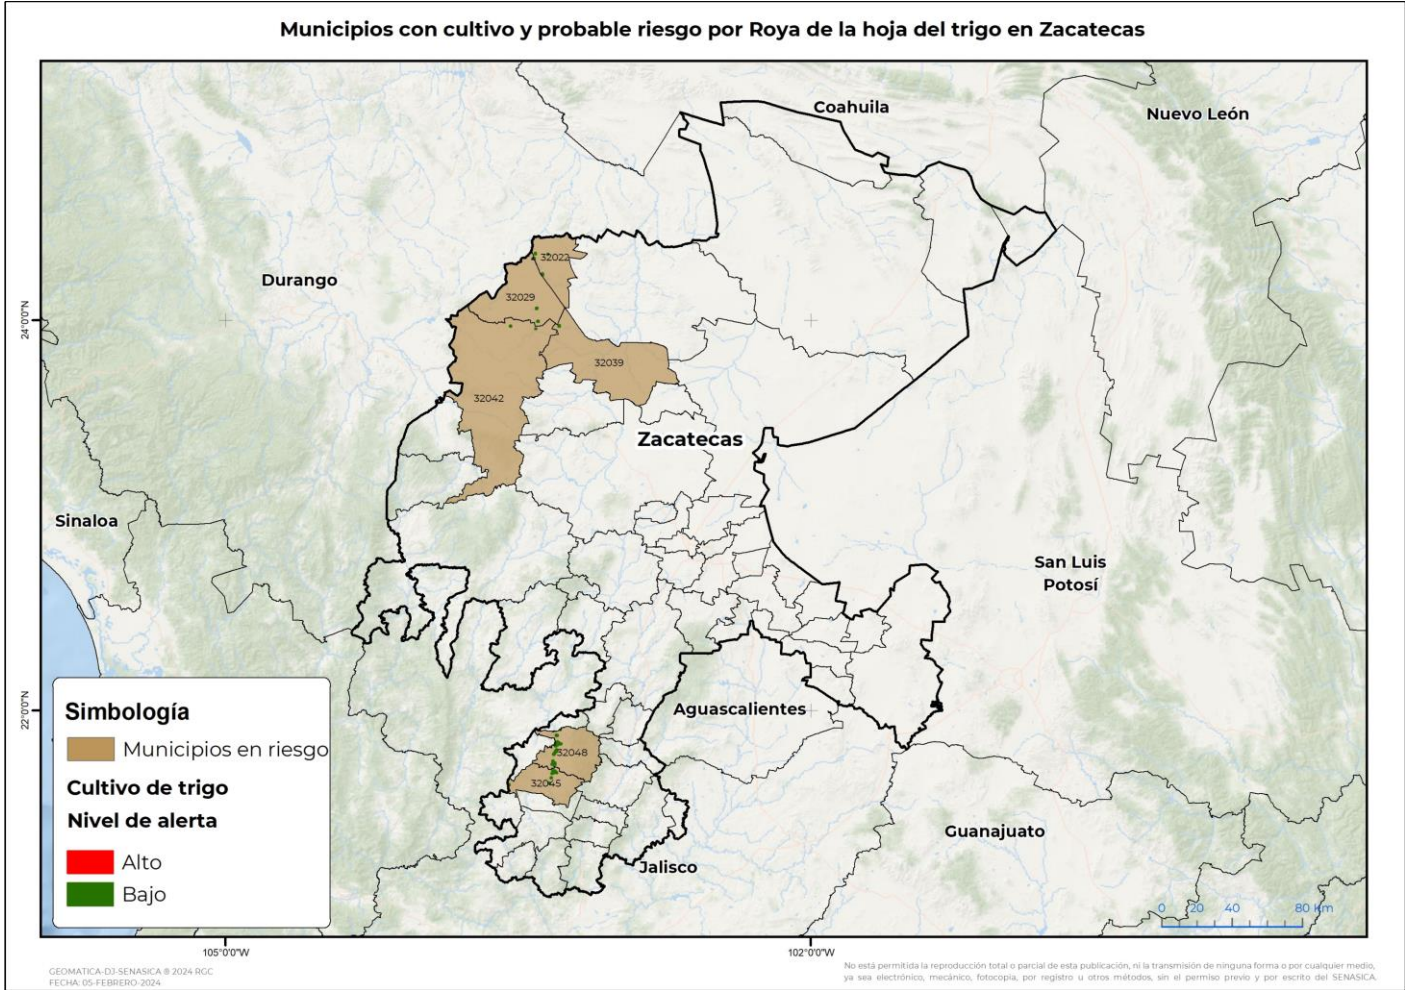 Municipios con cultivo y probable riesgo por Roya de la hoja del trigo en Zacatecas
Coahuila
Nuevo León
Durango
32022
32029
24°0'0"N
32039
32042
Zacatecas
Sinaloa
San Luis
Potosí
22°0'0"N
Aguascalientes
32048
32045
Guanajuato
Jalisco
Simbología
Municipios en riesgo
Cultivo de trigo
Nivel de alerta
Alto
Bajo
0 20 40 80 Km
105°0'0"W
102°0'0"W
GEOMATICA-DJ-SENASICA ® 2024 RGC
FECHA: 05-FEBRERO-2024
No está permitida la reproducción total o parcial de esta publicación, ni la transmisión de ninguna forma o por cualquier medio,
ya sea electrónico, mecánico, fotocopia, por registro u otros métodos, sin el permiso previo y por escrito del SENASICA.